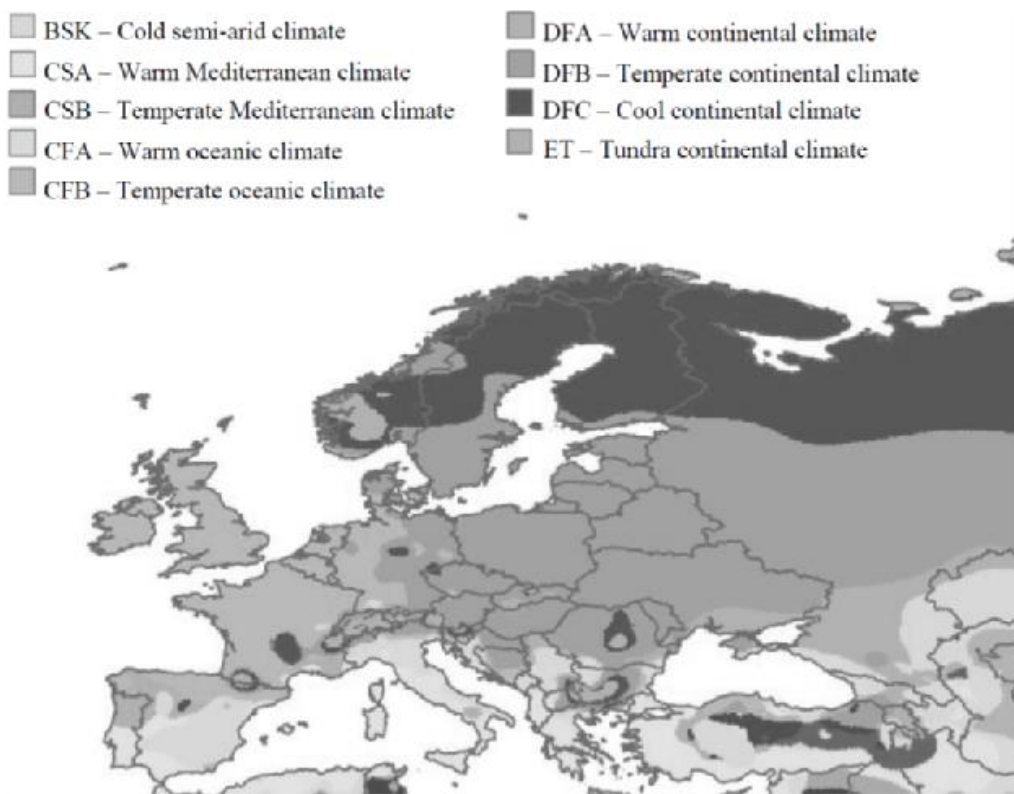 BSK – Cold semi-arid climate
CSA – Warm Mediterranean climate
CSB – Temperate Mediterranean climate
CFA – Warm oceanic climate
CFB – Temperate oceanic climate
DFA – Warm continental climate
DFB – Temperate continental climate
DFC – Cool continental climate
ET – Tundra continental climate